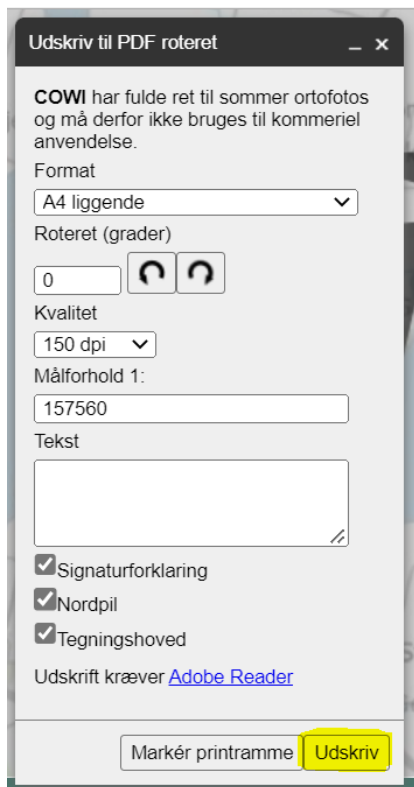 Udskriv til PDF roteret
COWI har fulde ret til sommer ortofotos
og må derfor ikke bruges til kommeriel
anvendelse.
Format
A4 liggende
Roteret (grader)
0
Kvalitet
150 dpi
Målforhold 1:
157560
Tekst
Signaturforklaring
Nordpil
Tegningshoved
Udskrift kræver Adobe Reader
Markér printramme Udskriv